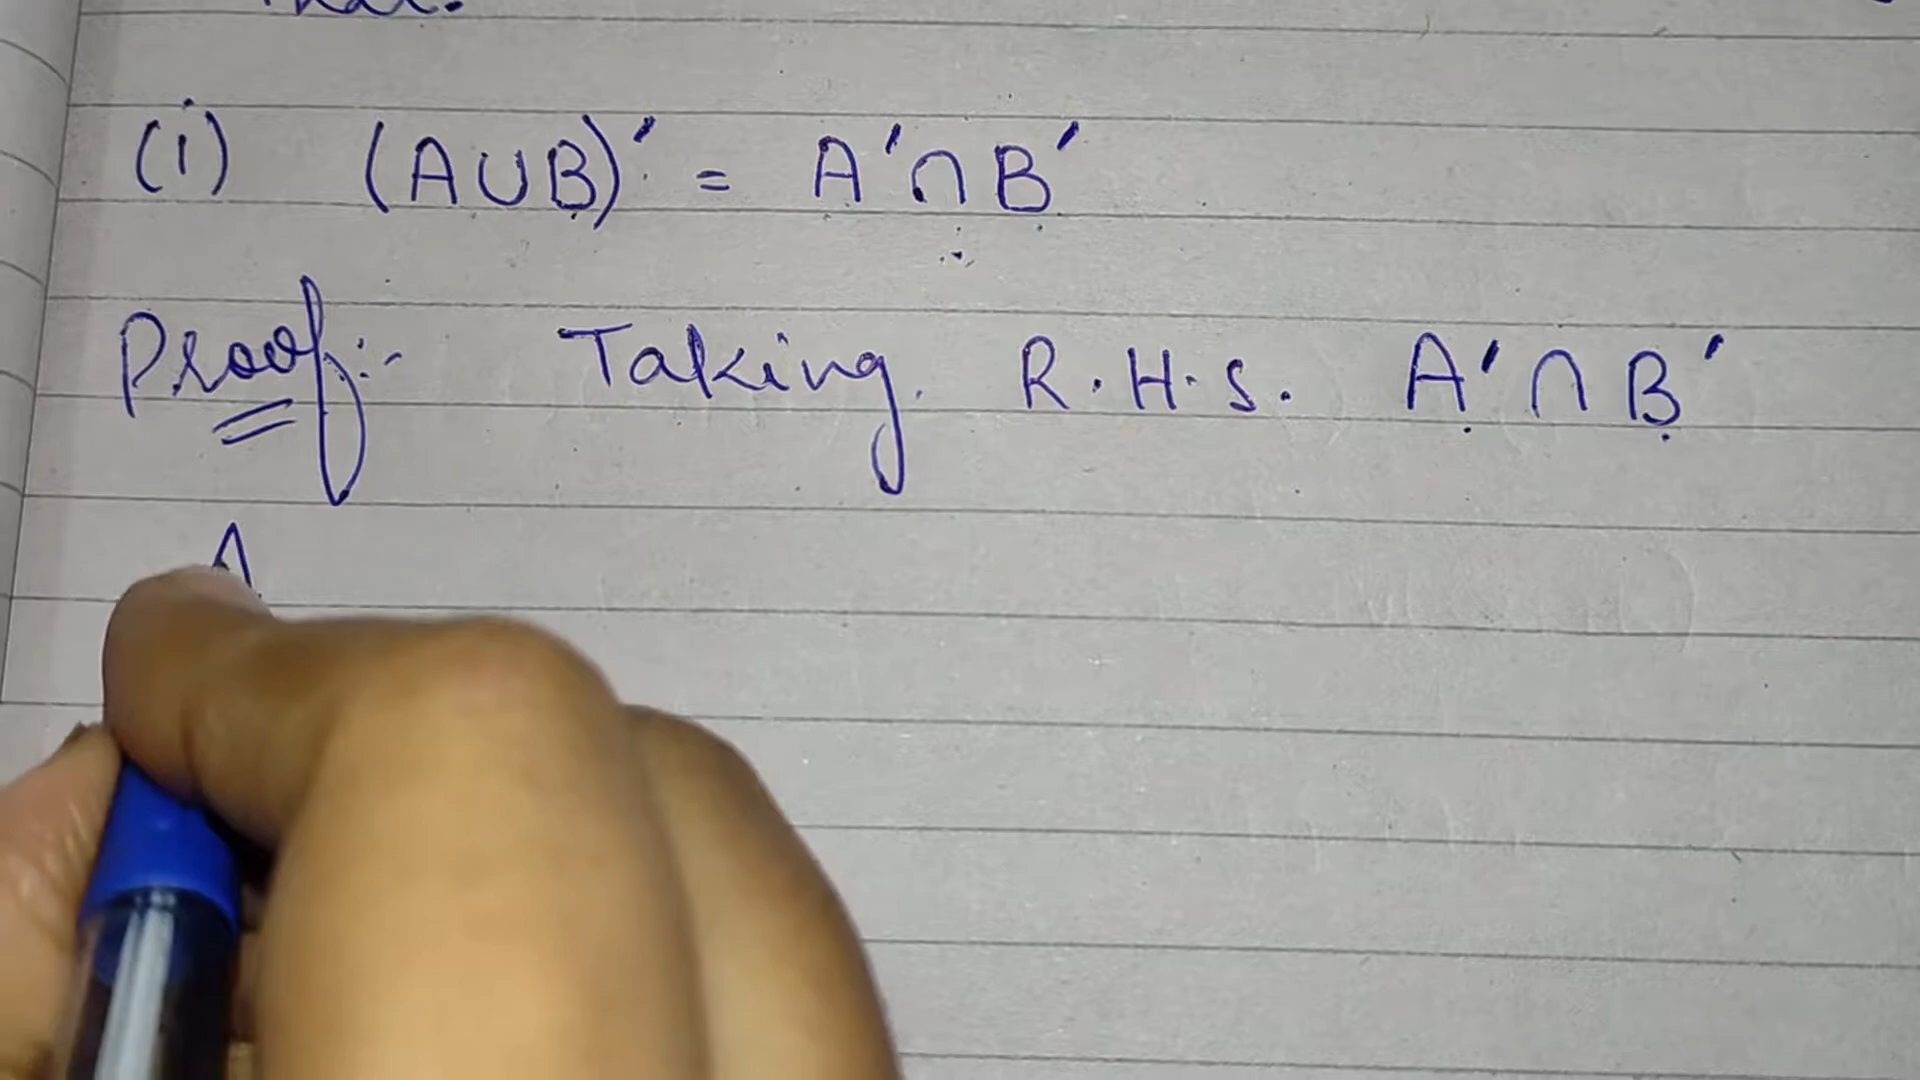 (i) (A∪B)' = A'∩B'
Proof:- Taking R.H.S. A'∩B'
A